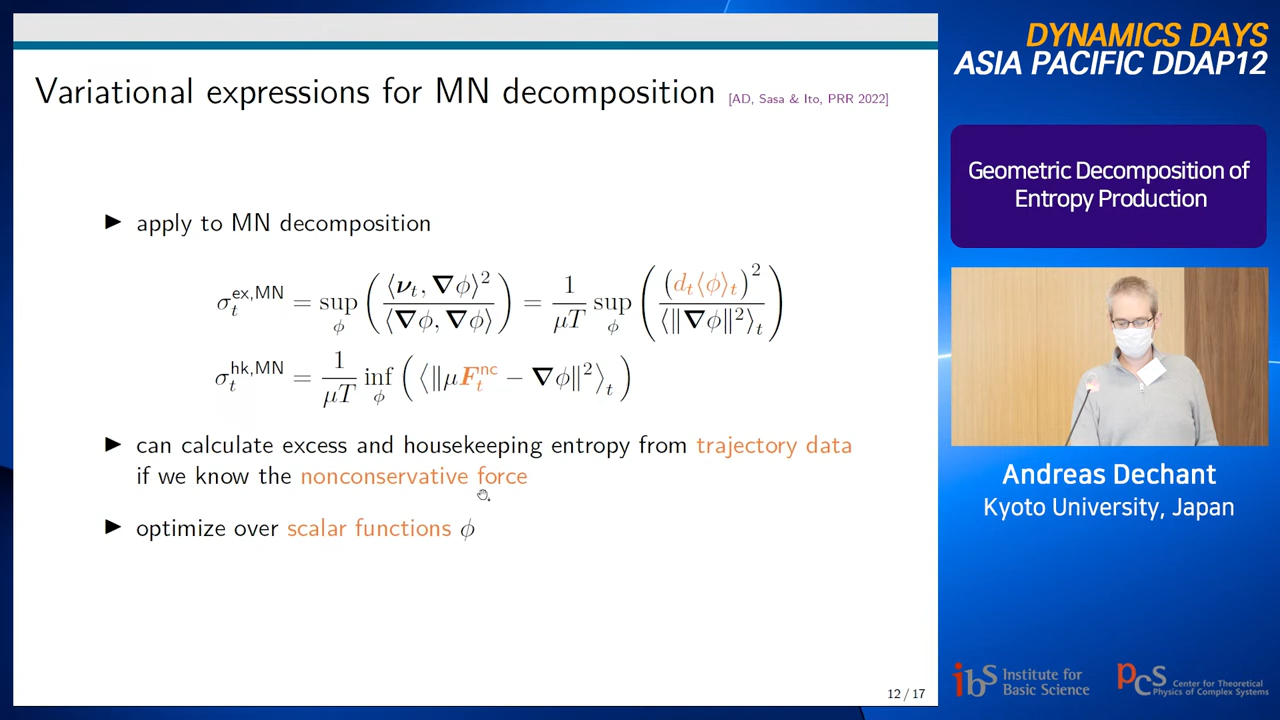 Variational expressions for MN decomposition [AD, Sasa & Ito, PRR 2022]
▶ apply to MN decomposition
σ_t^{ex,MN} = sup_ϕ ( ⟨ν_t, ∇ϕ⟩² / ⟨∇ϕ, ∇ϕ⟩ ) = 1/μT sup_ϕ ( (d_t⟨ϕ⟩_t)² / ⟨‖∇ϕ‖²⟩_t )
σ_t^{hk,MN} = 1/μT inf_ϕ ( ⟨‖μF_t^{nc} − ∇ϕ‖²⟩_t )
▶ can calculate excess and housekeeping entropy from trajectory data
if we know the nonconservative force
▶ optimize over scalar functions ϕ
12 / 17
DYNAMICS DAYS
ASIA PACIFIC DDAP12
Geometric Decomposition of
Entropy Production
Andreas Dechant
Kyoto University, Japan
ibS Institute for
Basic Science
PCS Center for Theoretical
Physics of Complex Systems